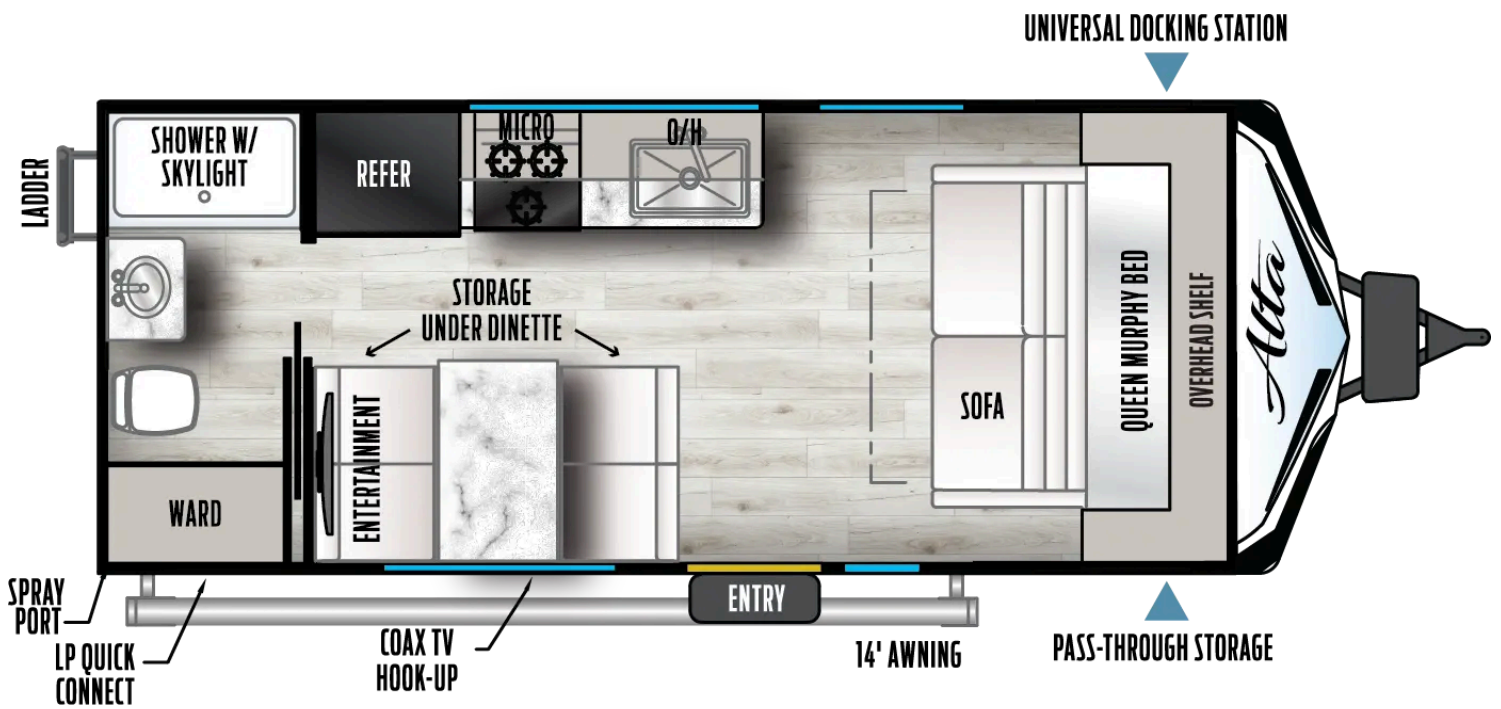 UNIVERSAL DOCKING STATION
LADDER
SHOWER W/
SKYLIGHT
REFER
MICRO
O/H
STORAGE
UNDER DINETTE
ENTERTAINMENT
SOFA
QUEEN MURPHY BED
OVERHEAD SHELF
Alta
WARD
SPRAY
PORT
LP QUICK
CONNECT
COAX TV
HOOK-UP
ENTRY
14' AWNING
PASS-THROUGH STORAGE